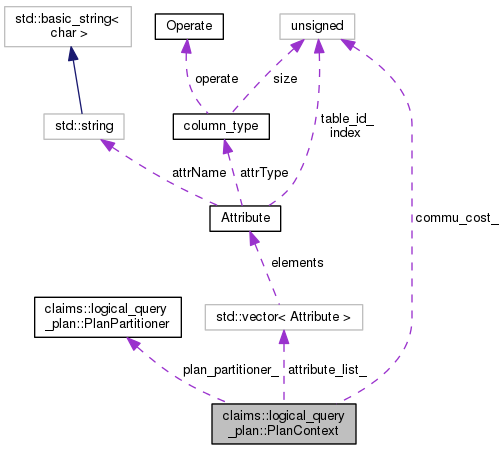 std::basic_string<
char >
Operate
unsigned
operate
size
std::string
column_type
table_id_
index
attrName
attrType
Attribute
commu_cost_
elements
claims::logical_query
_plan::PlanPartitioner
std::vector< Attribute >
plan_partitioner_
attribute_list_
claims::logical_query
_plan::PlanContext